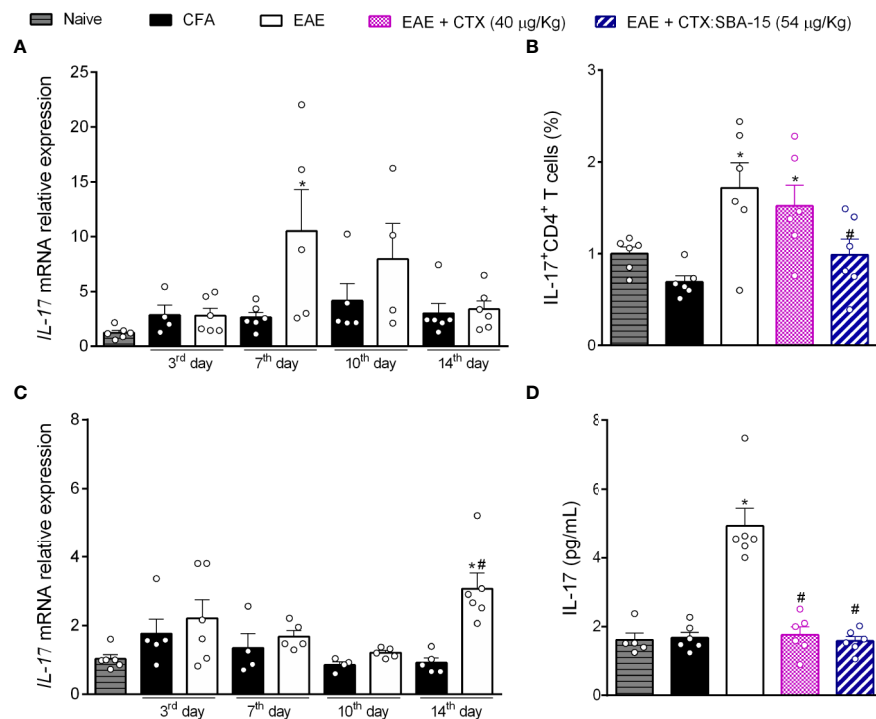 Naive CFA EAE EAE + CTX (40 µg/Kg) EAE + CTX:SBA-15 (54 µg/Kg)
A
IL-17 mRNA relative expression
25
20
15
10
5
0
*
3rd day 7th day 10th day 14th day
B
IL-17+CD4+ T cells (%)
3
2
1
0
*
*
#
C
IL-17 mRNA relative expression
8
6
4
2
0
*#
3rd day 7th day 10th day 14th day
D
IL-17 (pg/mL)
8
6
4
2
0
*
#
#